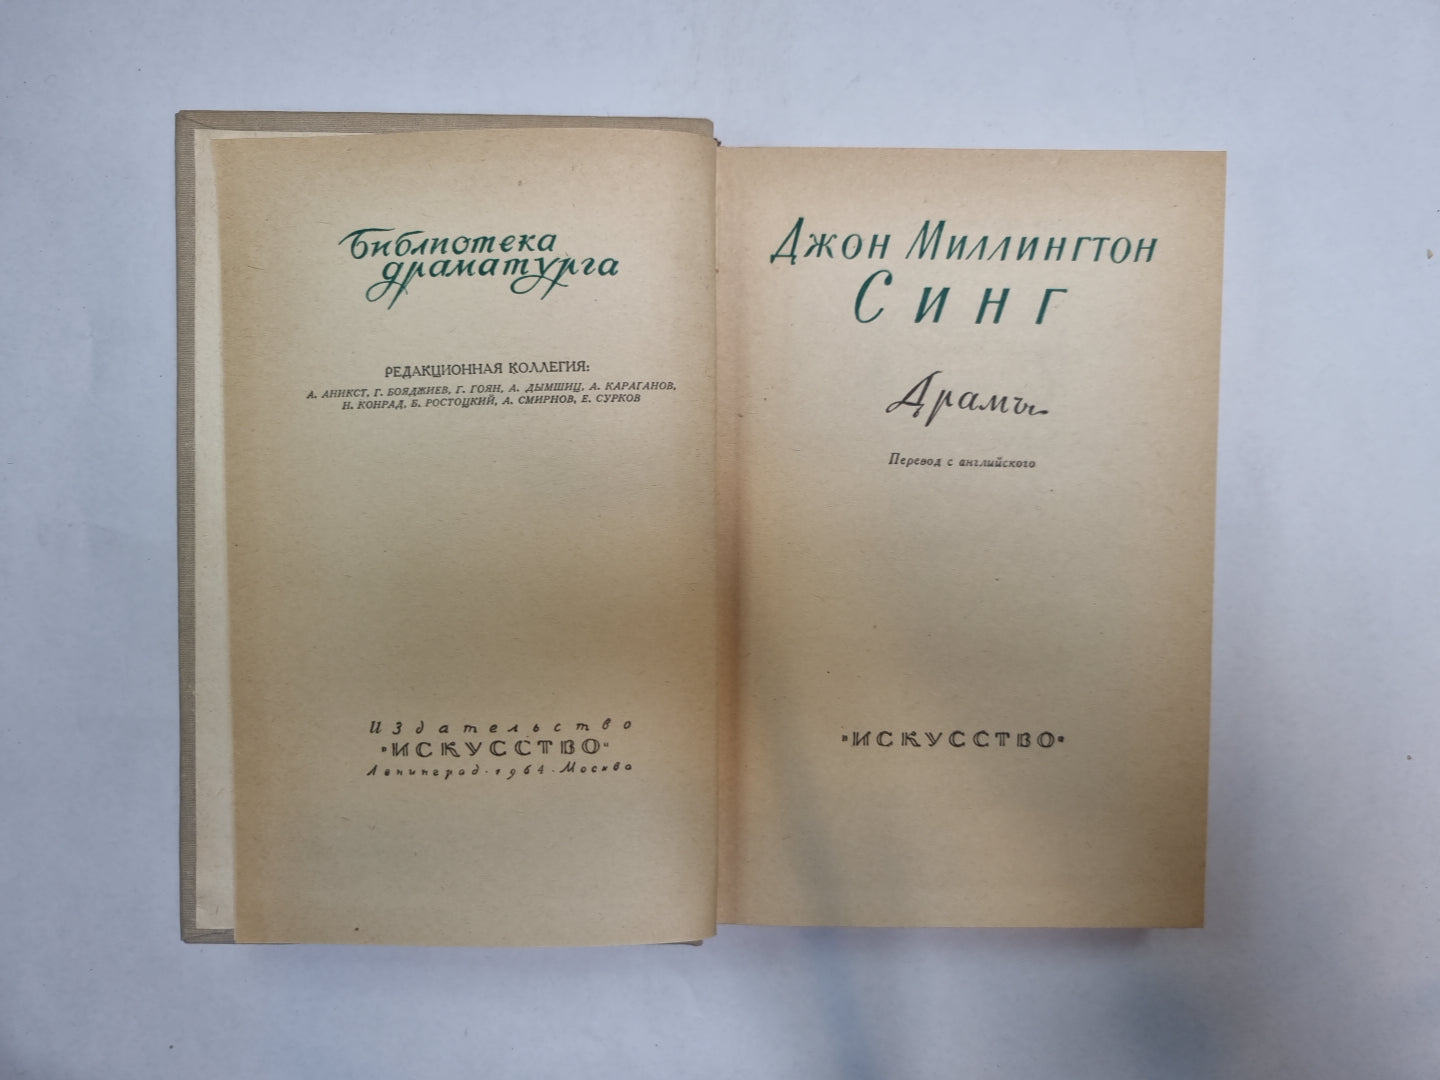 Библиотека
драматурга
РЕДАКЦИОННАЯ КОЛЛЕГИЯ:
А. АНИКСТ, Г. БОЯДЖИЕВ, Г. ГОЯН, А. ДЫМШИЦ, А. КАРАГАНОВ,
Н. КОНРАД, Б. РОСТОЦКИЙ, А. СМИРНОВ, Е. СУРКОВ
Издательство
"ИСКУССТВО"
Ленинград · 1964 · Москва
Джон Миллингтон
Синг
Драмы
Перевод с английского
"ИСКУССТВО"